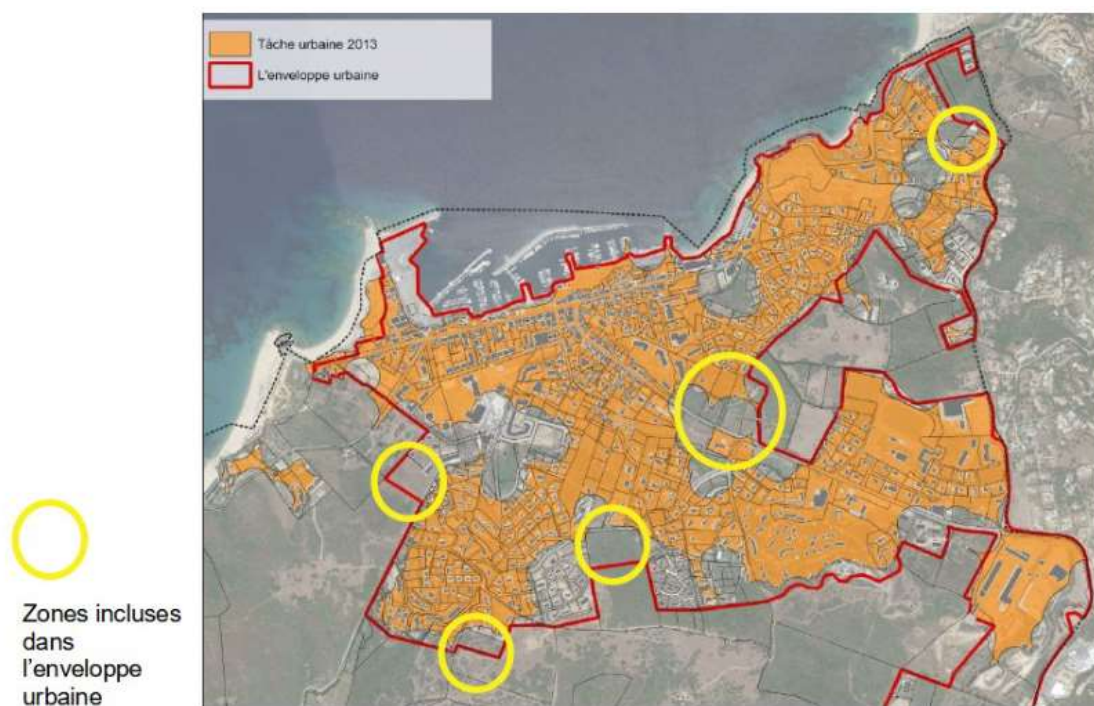 Tâche urbaine 2013
L'enveloppe urbaine
Zones incluses
dans
l'enveloppe
urbaine